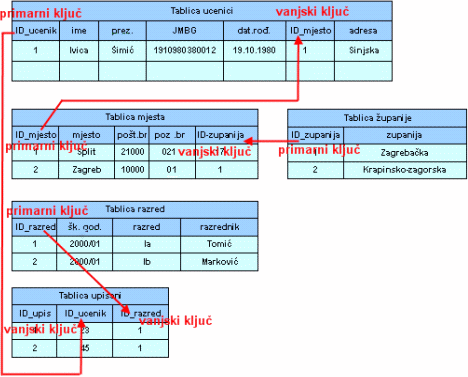 Tablica ucenici
primarni ključ
vanjski ključ
ID_ucenik ime prez. JMBG dat.rođ. ID_mjesto adresa
1 Ivica Šimić 1910980380012 19.10.1980 1 Sinjska
Tablica mjesta
ID_mjesto mjesto pošt.br poz .br ID-zupanija
1 Split 21000 021 17
primarni ključ
vanjski ključ
2 Zagreb 10000 01 1
Tablica županije
ID_zupanija zupanija
Zagrebačka
primarni ključ
2 Krapinsko-zagorska
Tablica razred
primarni ključ
ID_razred šk. god. razred razrednik
1 2000/01 Ia Tomić
2 2000/01 Ib Marković
Tablica upisani
ID_upis ID_ucenik ID_razred
23 1
vanjski ključ
vanjski ključ
2 45 1